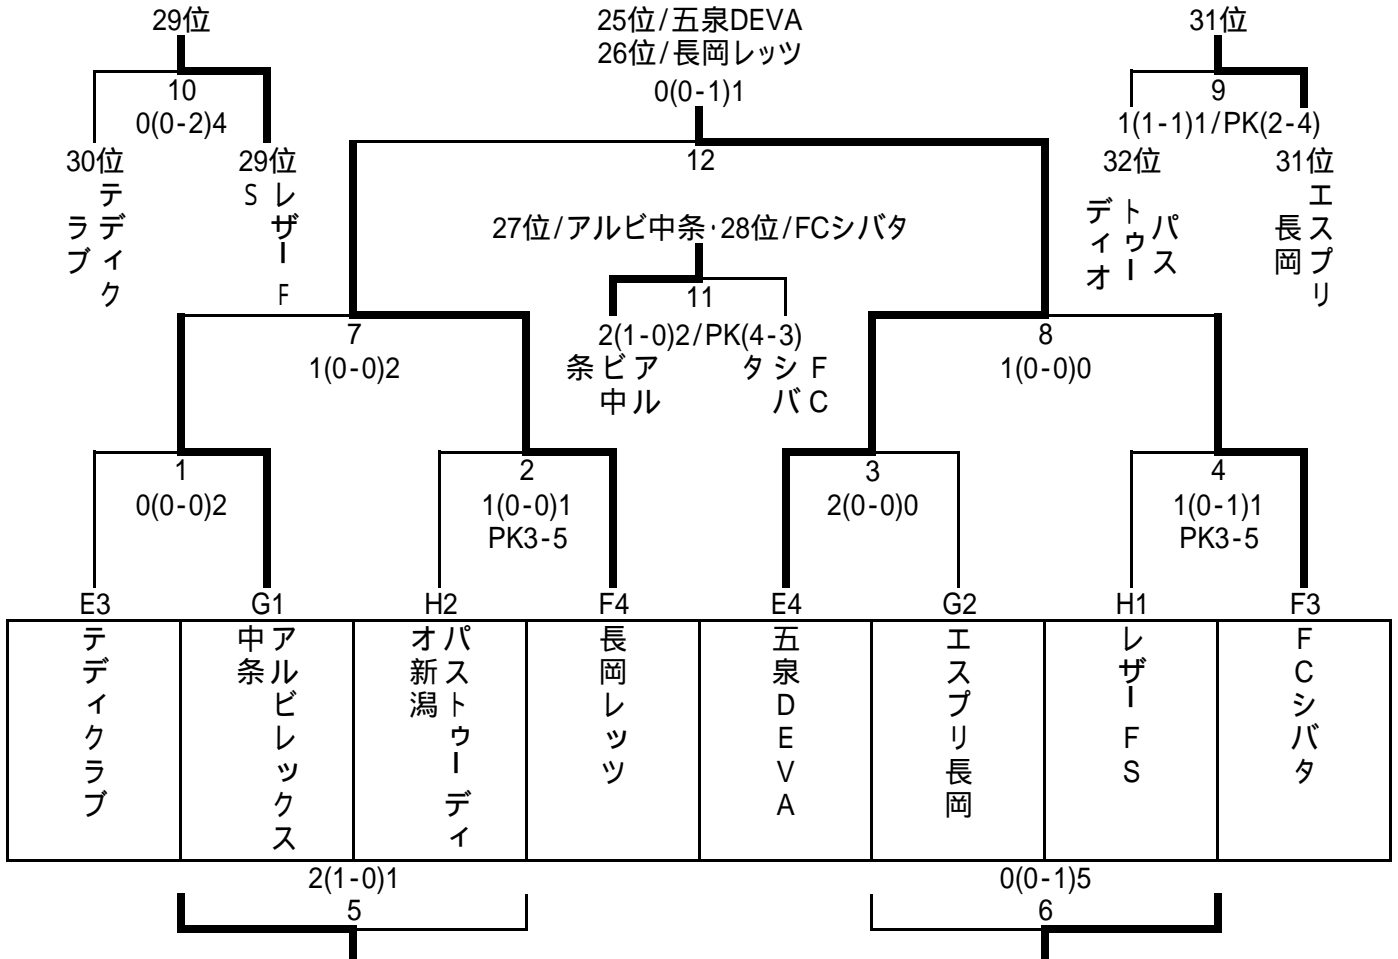 29位
25位/五泉DEVA
31位
26位/長岡レッツ
10
0(0-2)4
0(0-1)1
9
1(1-1)1/PK(2-4)
30位
29位
12
32位
31位
テディク
ラブ
レザー F
S
27位/アルビ中条･28位/FCシバタ
パス
トゥー
ディオ
エスプリ
長岡
11
2(1-0)2/PK(4-3)
アル
ビ中
条
FC
シバ
タ
7
1(0-0)2
8
1(0-0)0
1
0(0-0)2
2
1(0-0)1
PK3-5
3
2(0-0)0
4
1(0-1)1
PK3-5
E3
G1
H2
F4
E4
G2
H1
F3
テディクラブ
アルビレックス
中条
パストゥーディ
オ新潟
長岡レッツ
五泉DEVA
エスプリ長岡
レザーFS
FCシバタ
2(1-0)1
5
0(0-1)5
6